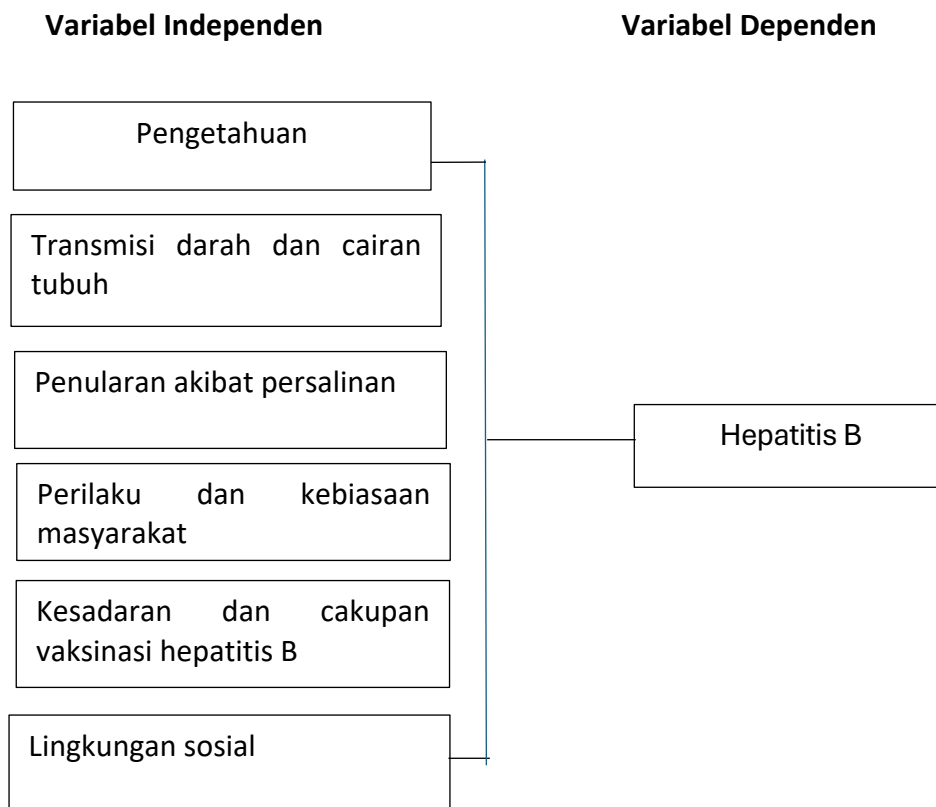 Variabel Independen
Variabel Dependen
Pengetahuan
Transmisi darah dan cairan
tubuh
Penularan akibat persalinan
Perilaku dan kebiasaan
masyarakat
Kesadaran dan cakupan
vaksinasi hepatitis B
Lingkungan sosial
Hepatitis B